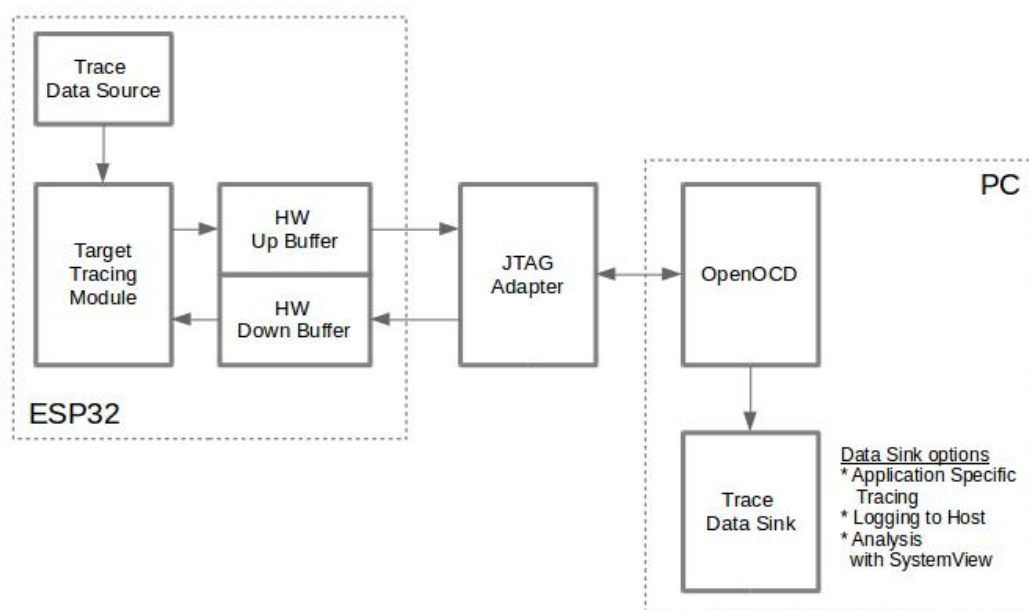 Trace
Data Source
Target
Tracing
Module
HW
Up Buffer
HW
Down Buffer
ESP32
JTAG
Adapter
PC
OpenOCD
Trace
Data Sink
Data Sink options
* Application Specific
Tracing
* Logging to Host
* Analysis
with SystemView